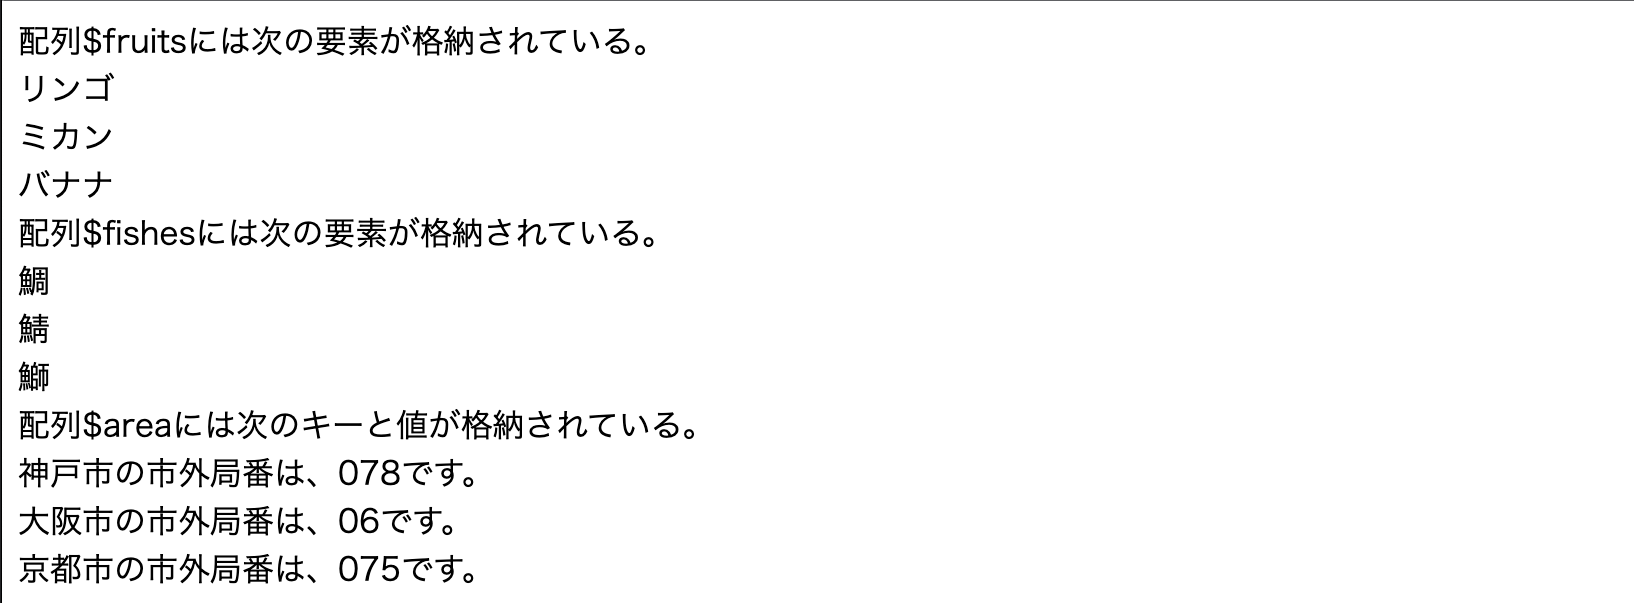 配列$fruitsには次の要素が格納されている。
リンゴ
ミカン
バナナ
配列$fishesには次の要素が格納されている。
鯛
鯖
鰤
配列$areaには次のキーと値が格納されている。
神戸市の市外局番は、078です。
大阪市の市外局番は、06です。
京都市の市外局番は、075です。